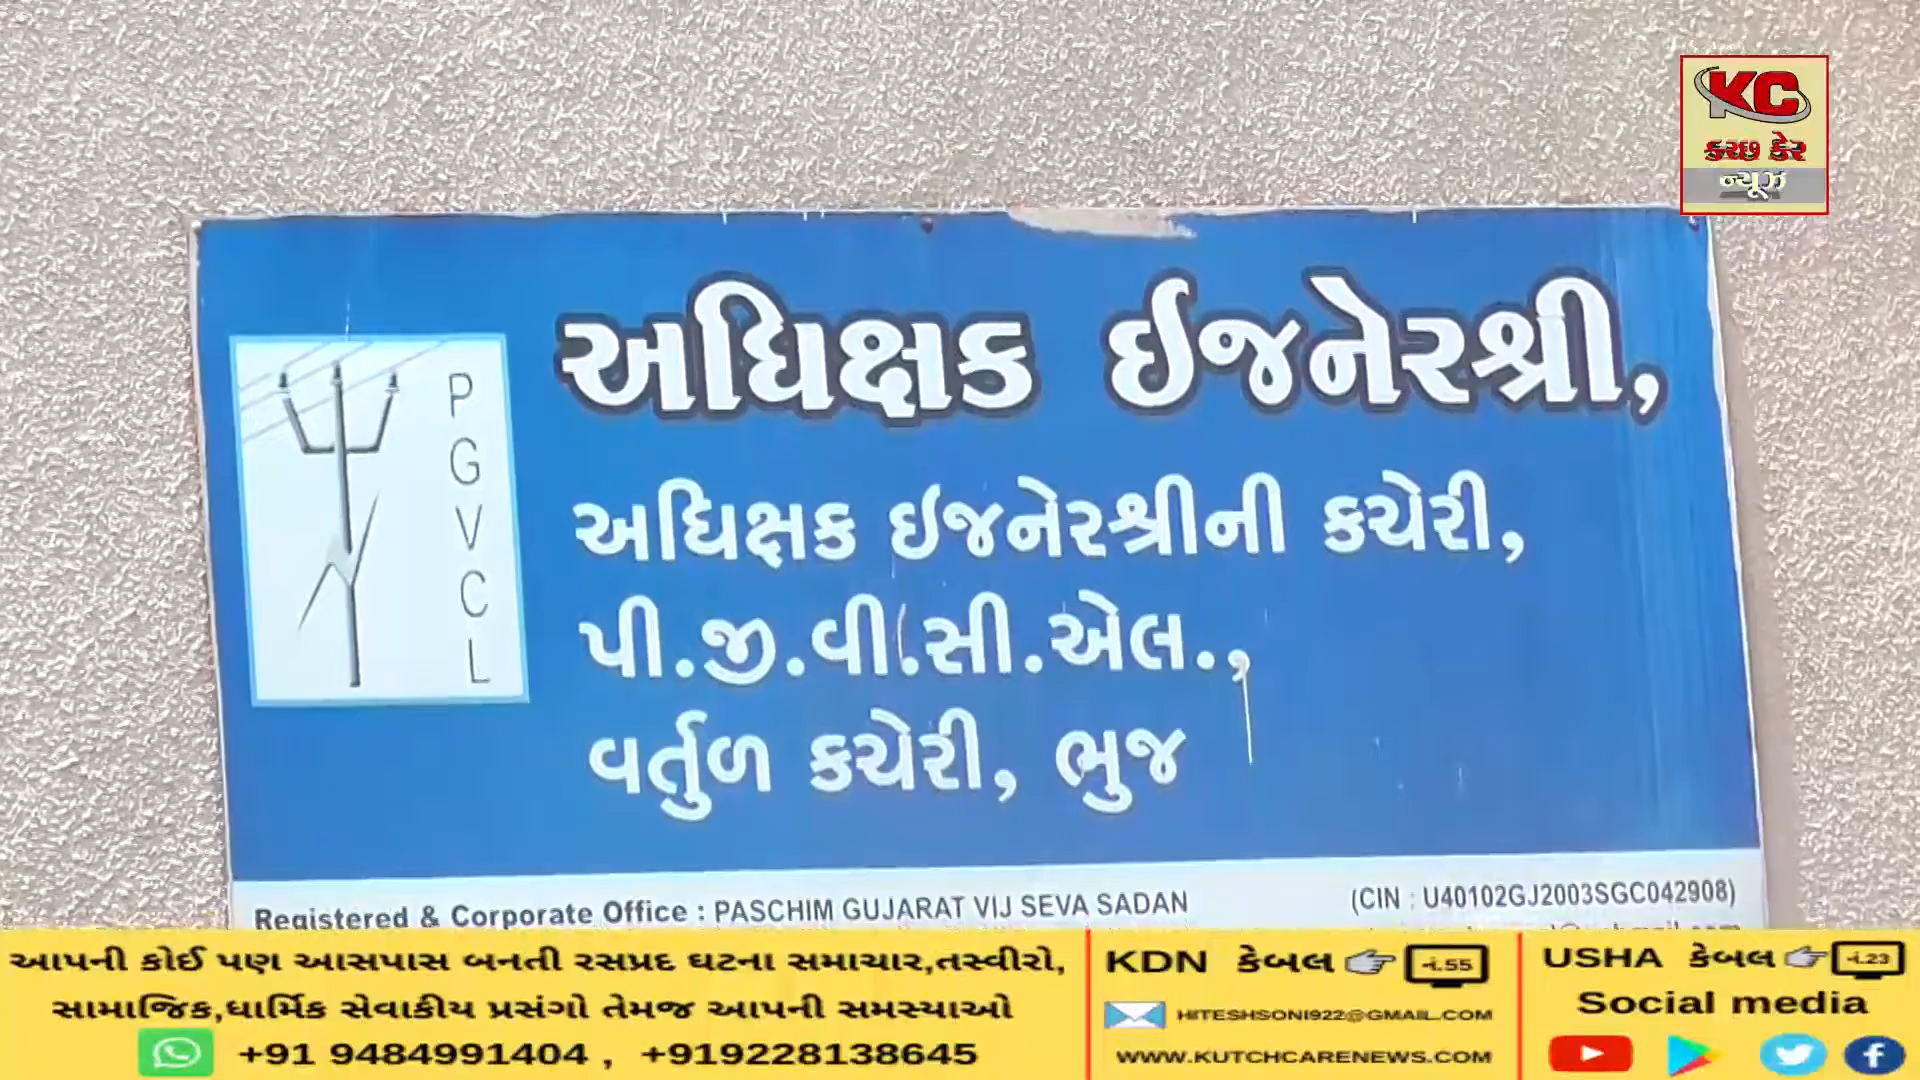 KC
કચ્છ કેર
ન્યૂઝ
અધિક્ષક ઈજનેરશ્રી,
અધિક્ષક ઇજનેરશ્રીની કચેરી,
પી.જી.વી.સી.એલ.,
વર્તુળ કચેરી, ભુજ
P
G
V
C
L
Registered & Corporate Office : PASCHIM GUJARAT VIJ SEVA SADAN
(CIN : U40102GJ2003SGC042908)
આપની કોઈ પણ આસપાસ બનતી રસપ્રદ ઘટના સમાચાર,તસ્વીરો,
સામાજિક,ધાર્મિક સેવાકીય પ્રસંગો તેમજ આપની સમસ્યાઓ
+91 9484991404 , +919228138645
KDN કેબલ નં.55
HITESHSONI922@GMAIL.COM
WWW.KUTCHCARENEWS.COM
USHA કેબલ નં.23
Social media